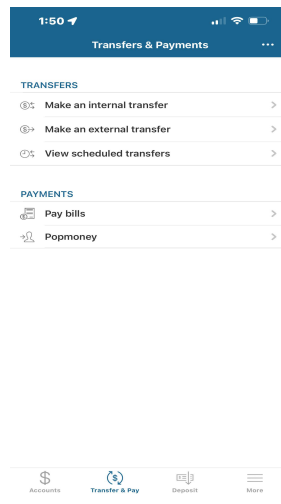 1:50
Transfers & Payments
TRANSFERS
Make an internal transfer
Make an external transfer
View scheduled transfers
PAYMENTS
Pay bills
Popmoney
Accounts
Transfer & Pay
Deposit
More